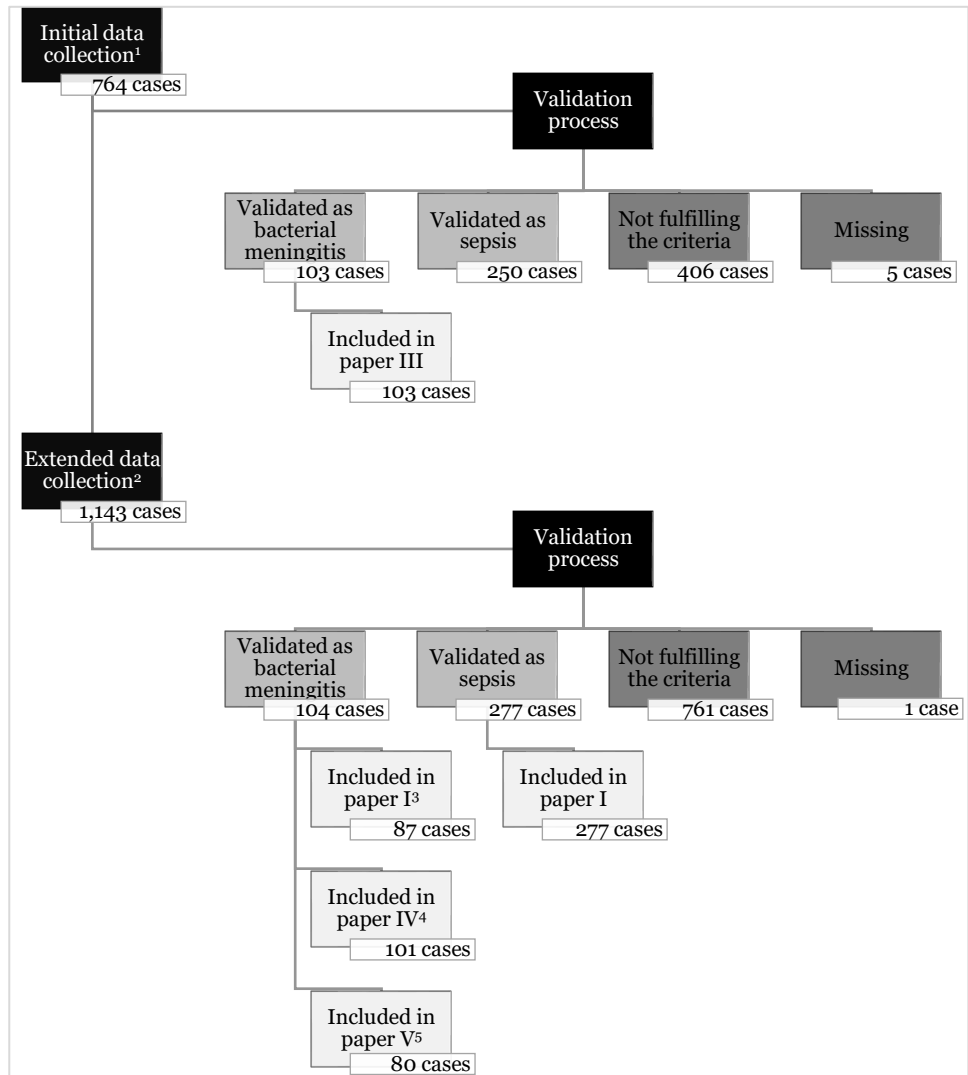 Initial data
collection¹
764 cases
Validation
process
Validated as
bacterial
meningitis
103 cases
Validated as
sepsis
250 cases
Not fulfilling
the criteria
406 cases
Missing
5 cases
Included in
paper III
103 cases
Extended data
collection²
1,143 cases
Validation
process
Validated as
bacterial
meningitis
104 cases
Validated as
sepsis
277 cases
Not fulfilling
the criteria
761 cases
Missing
1 case
Included in
paper I³
87 cases
Included in
paper I
277 cases
Included in
paper IV⁴
101 cases
Included in
paper V⁵
80 cases